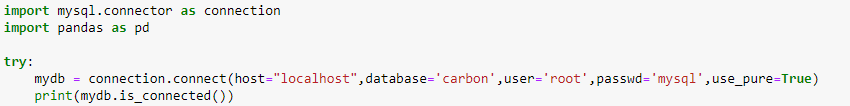 import mysql.connector as connection
import pandas as pd
try:
    mydb = connection.connect(host="localhost",database='carbon',user='root',passwd='mysql',use_pure=True)
    print(mydb.is_connected())